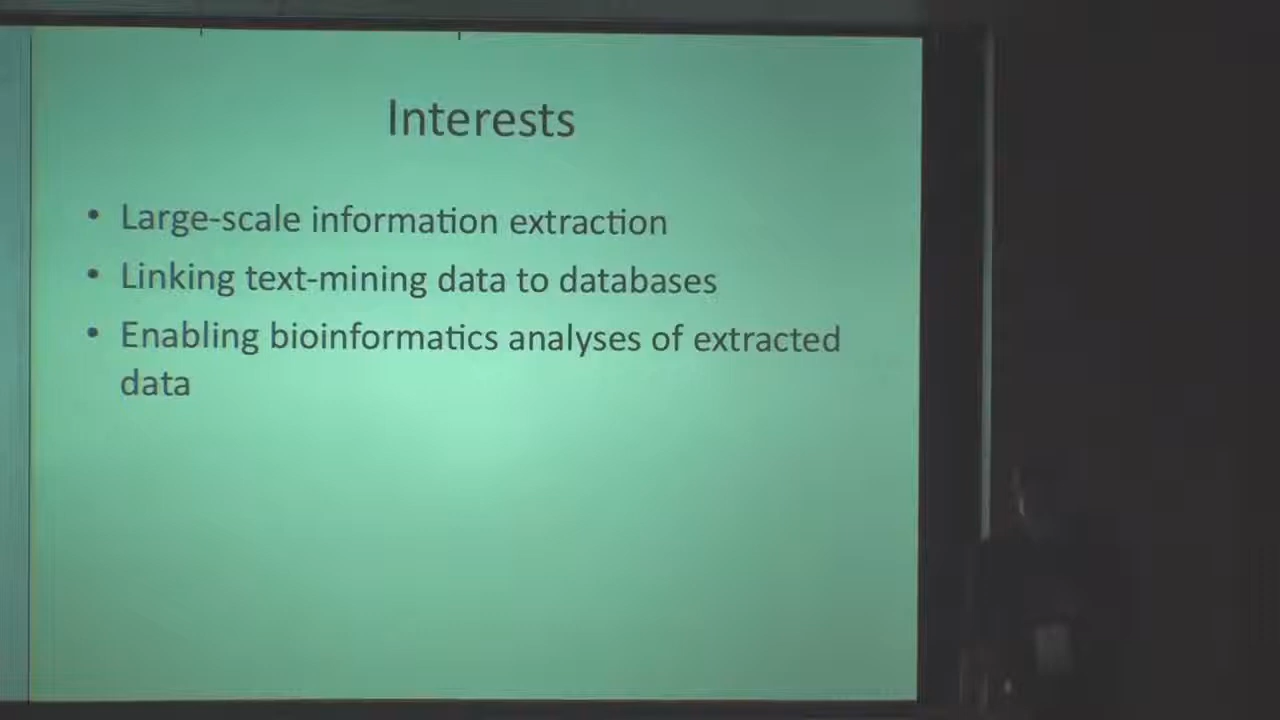 Interests
• Large-scale information extraction
• Linking text-mining data to databases
• Enabling bioinformatics analyses of extracted
data